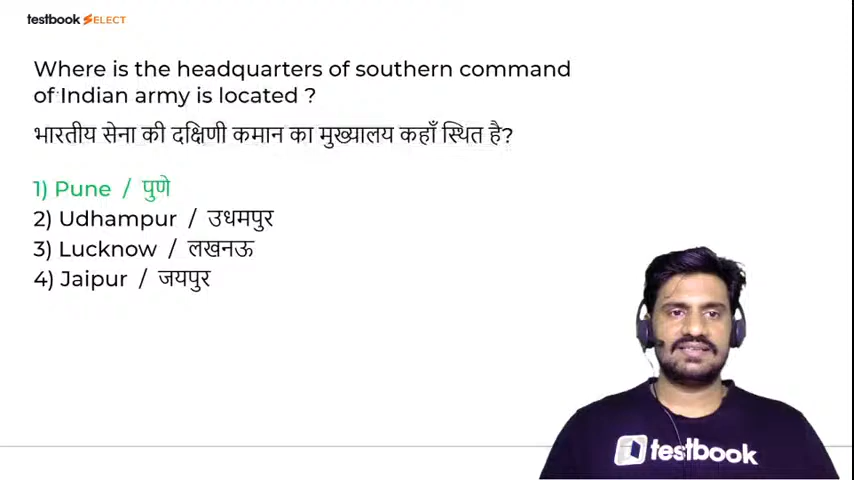 testbook SELECT
Where is the headquarters of southern command
of Indian army is located ?
भारतीय सेना की दक्षिणी कमान का मुख्यालय कहाँ स्थित है?
1) Pune / पुणे
2) Udhampur / उधमपुर
3) Lucknow / लखनऊ
4) Jaipur / जयपुर
testbook